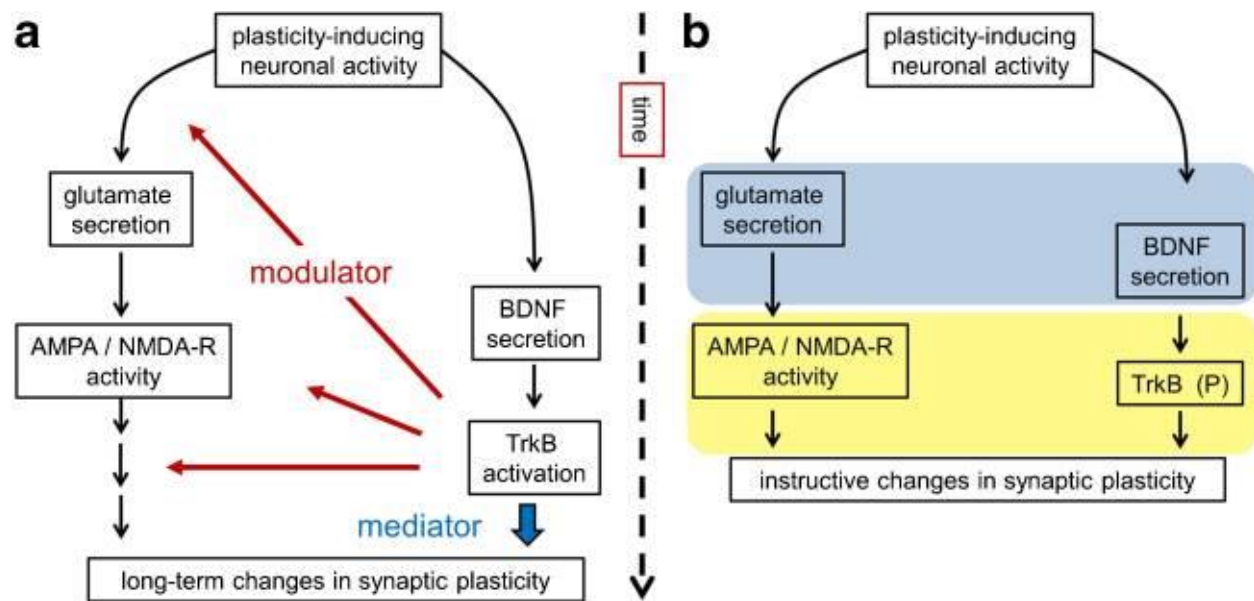 a
plasticity-inducing
neuronal activity
glutamate
secretion
modulator
BDNF
secretion
AMPA / NMDA-R
activity
TrkB
activation
mediator
long-term changes in synaptic plasticity
time
b
plasticity-inducing
neuronal activity
glutamate
secretion
BDNF
secretion
AMPA / NMDA-R
activity
TrkB (P)
instructive changes in synaptic plasticity